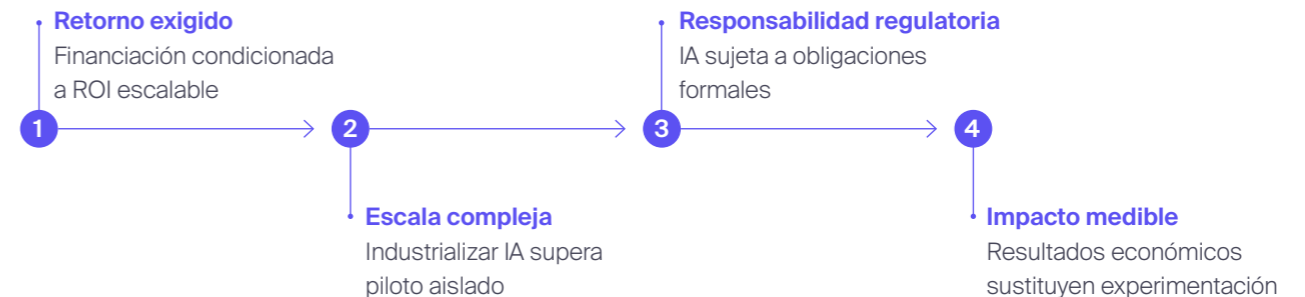 Retorno exigido
Financiación condicionada
a ROI escalable
1
2
Escala compleja
Industrializar IA supera
piloto aislado
Responsabilidad regulatoria
IA sujeta a obligaciones
formales
3
4
Impacto medible
Resultados económicos
sustituyen experimentación